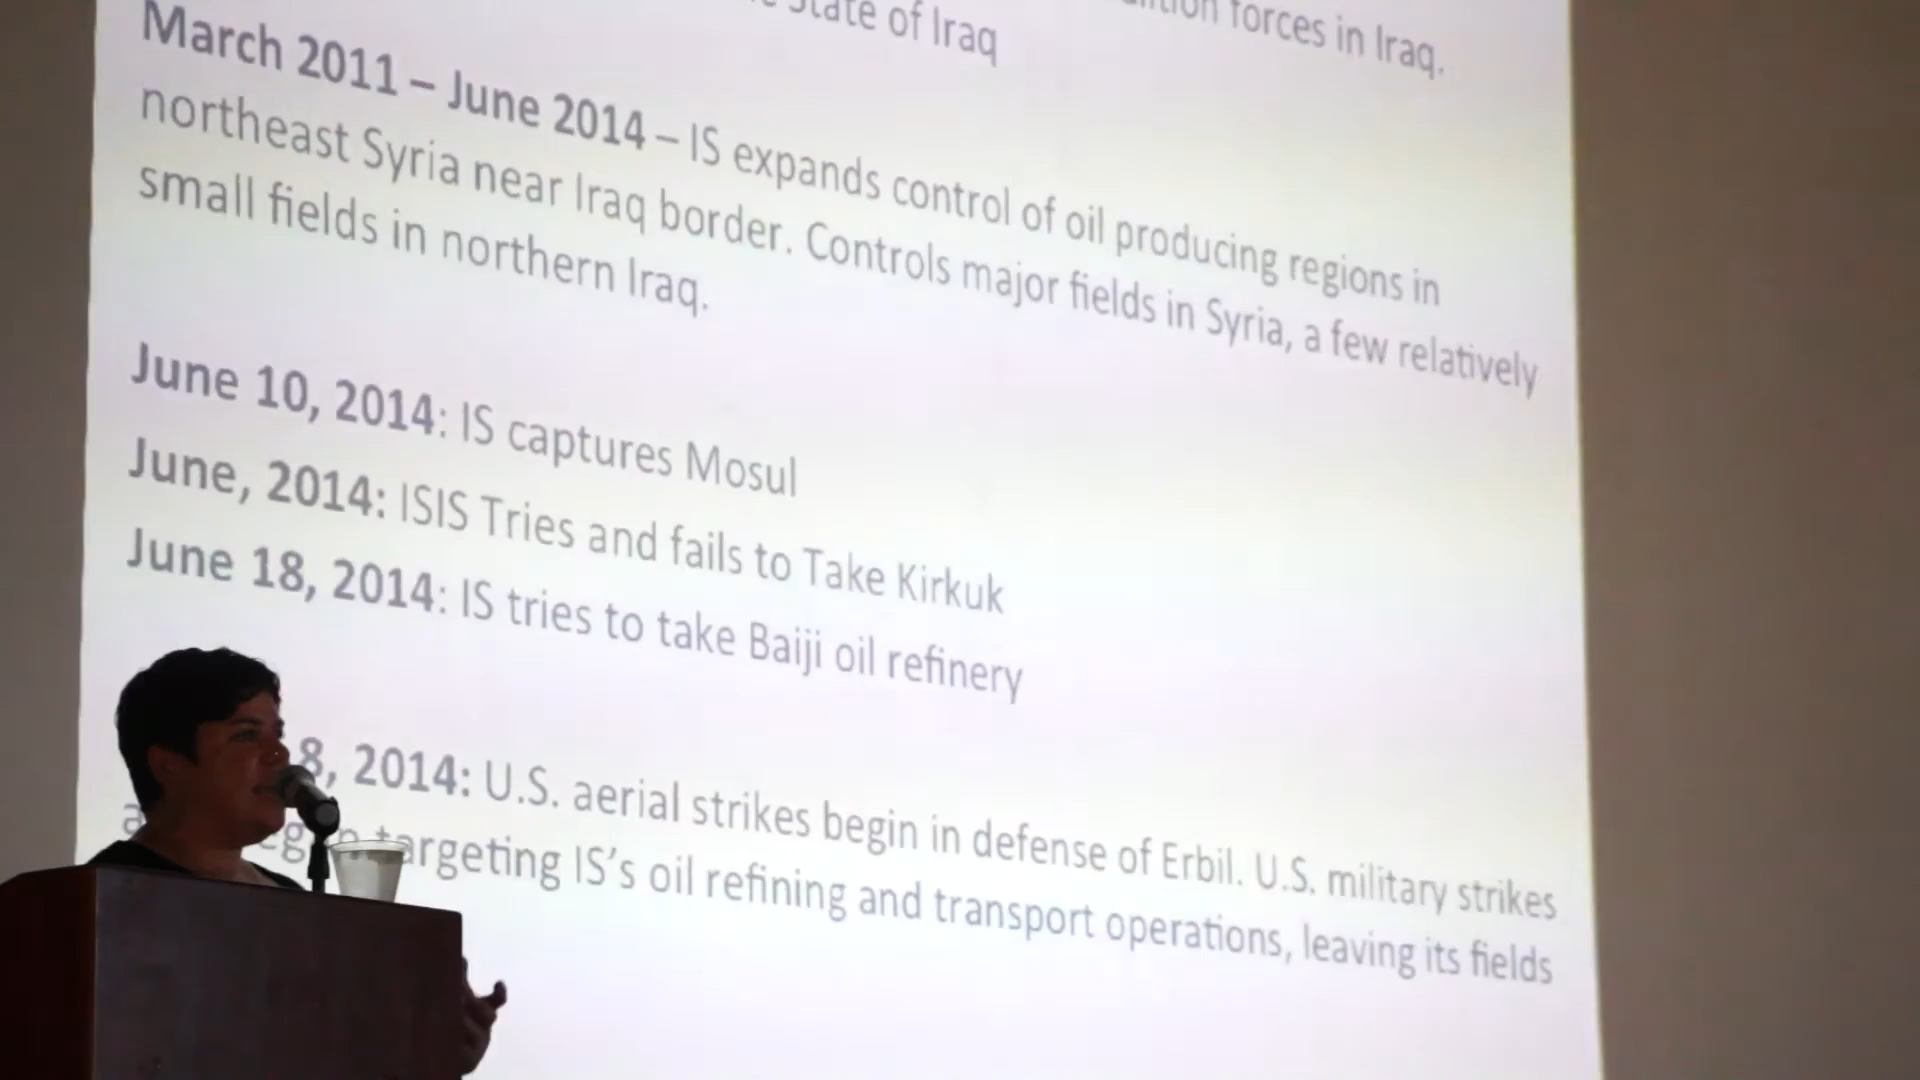 State of Iraq
forces in Iraq.
March 2011 – June 2014 – IS expands control of oil producing regions in
northeast Syria near Iraq border. Controls major fields in Syria, a few relatively
small fields in northern Iraq.
June 10, 2014: IS captures Mosul
June, 2014: ISIS Tries and fails to Take Kirkuk
June 18, 2014: IS tries to take Baiji oil refinery
8, 2014: U.S. aerial strikes begin in defense of Erbil. U.S. military strikes
targeting IS’s oil refining and transport operations, leaving its fields